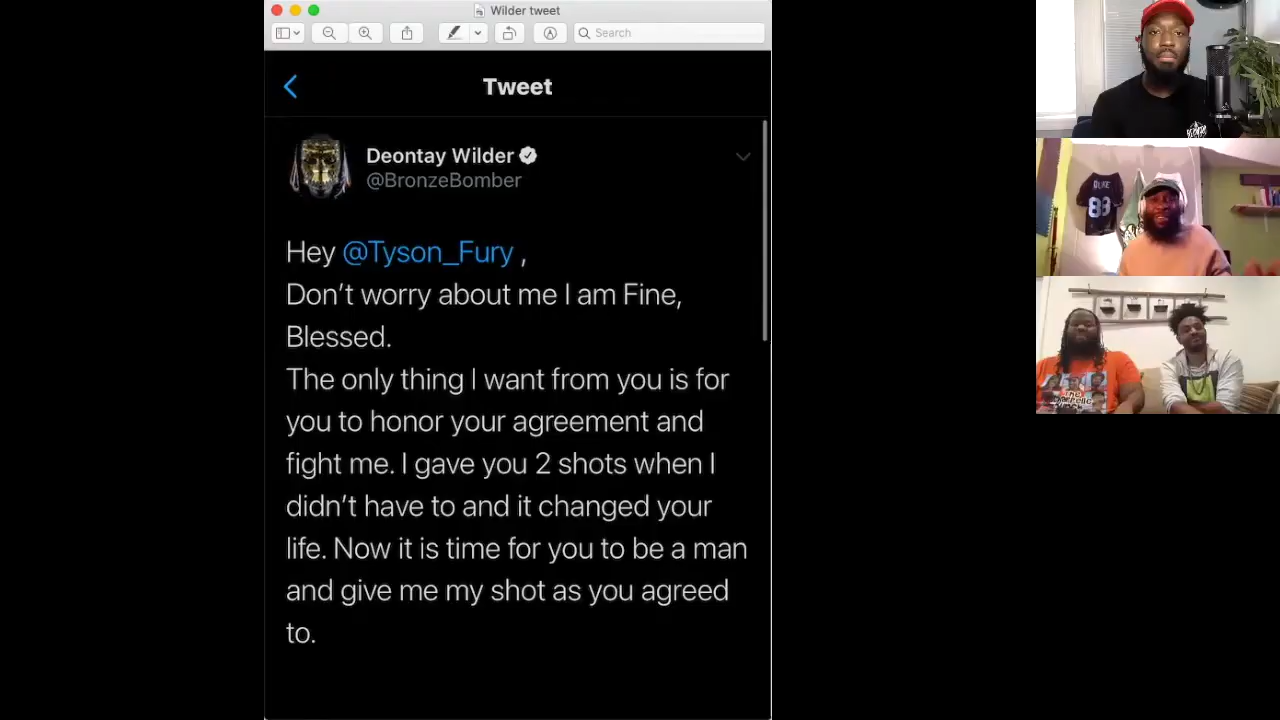 Wilder tweet
Search
Tweet
Deontay Wilder
@BronzeBomber
Hey @Tyson_Fury ,
Don’t worry about me I am Fine,
Blessed.
The only thing I want from you is for
you to honor your agreement and
fight me. I gave you 2 shots when I
didn’t have to and it changed your
life. Now it is time for you to be a man
and give me my shot as you agreed
to.
DUKE
88